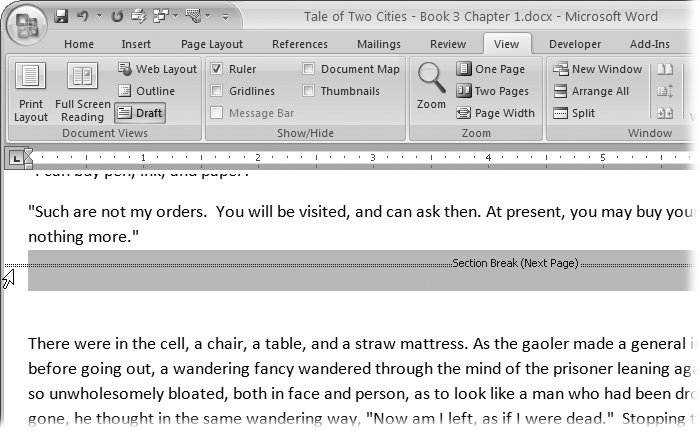 Tale of Two Cities - Book 3 Chapter 1.docx - Microsoft Word
Home Insert Page Layout References Mailings Review View Developer Add-Ins
Print Layout
Full Screen Reading
Web Layout
Outline
Draft
Document Views
Ruler
Gridlines
Message Bar
Document Map
Thumbnails
Show/Hide
Zoom
One Page
Two Pages
Page Width
Zoom
New Window
Arrange All
Split
Window
1 2 3 4 5
"I can buy pen, ink, and paper?"
"Such are not my orders. You will be visited, and can ask then. At present, you may buy your
nothing more."
Section Break (Next Page)
There were in the cell, a chair, a table, and a straw mattress. As the gaoler made a general i
before going out, a wandering fancy wandered through the mind of the prisoner leaning aga
so unwholesomely bloated, both in face and person, as to look like a man who had been dro
gone, he thought in the same wandering way, "Now am I left, as if I were dead." Stopping t